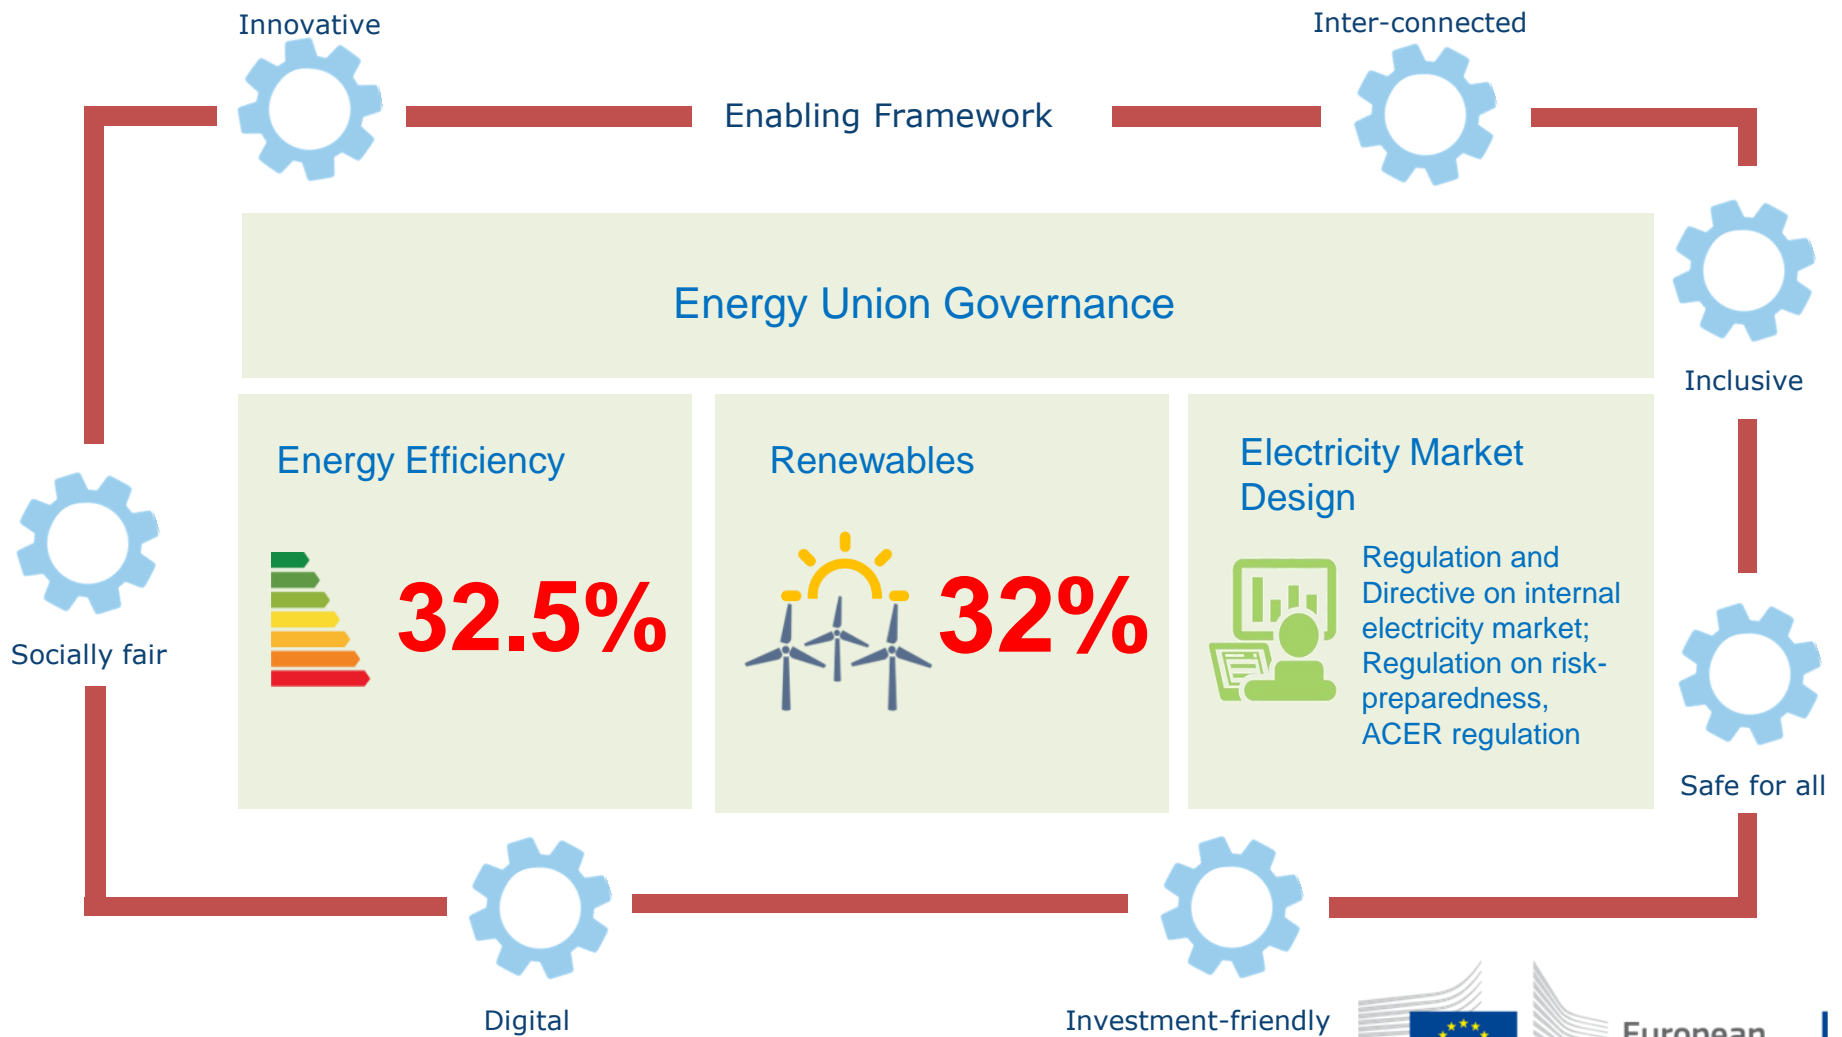 Innovative
Inter-connected
Enabling Framework
Energy Union Governance
Inclusive
Energy Efficiency
32.5%
Renewables
32%
Electricity Market
Design
Regulation and
Directive on internal
electricity market;
Regulation on risk-
preparedness,
ACER regulation
Socially fair
Safe for all
Digital
Investment-friendly
European